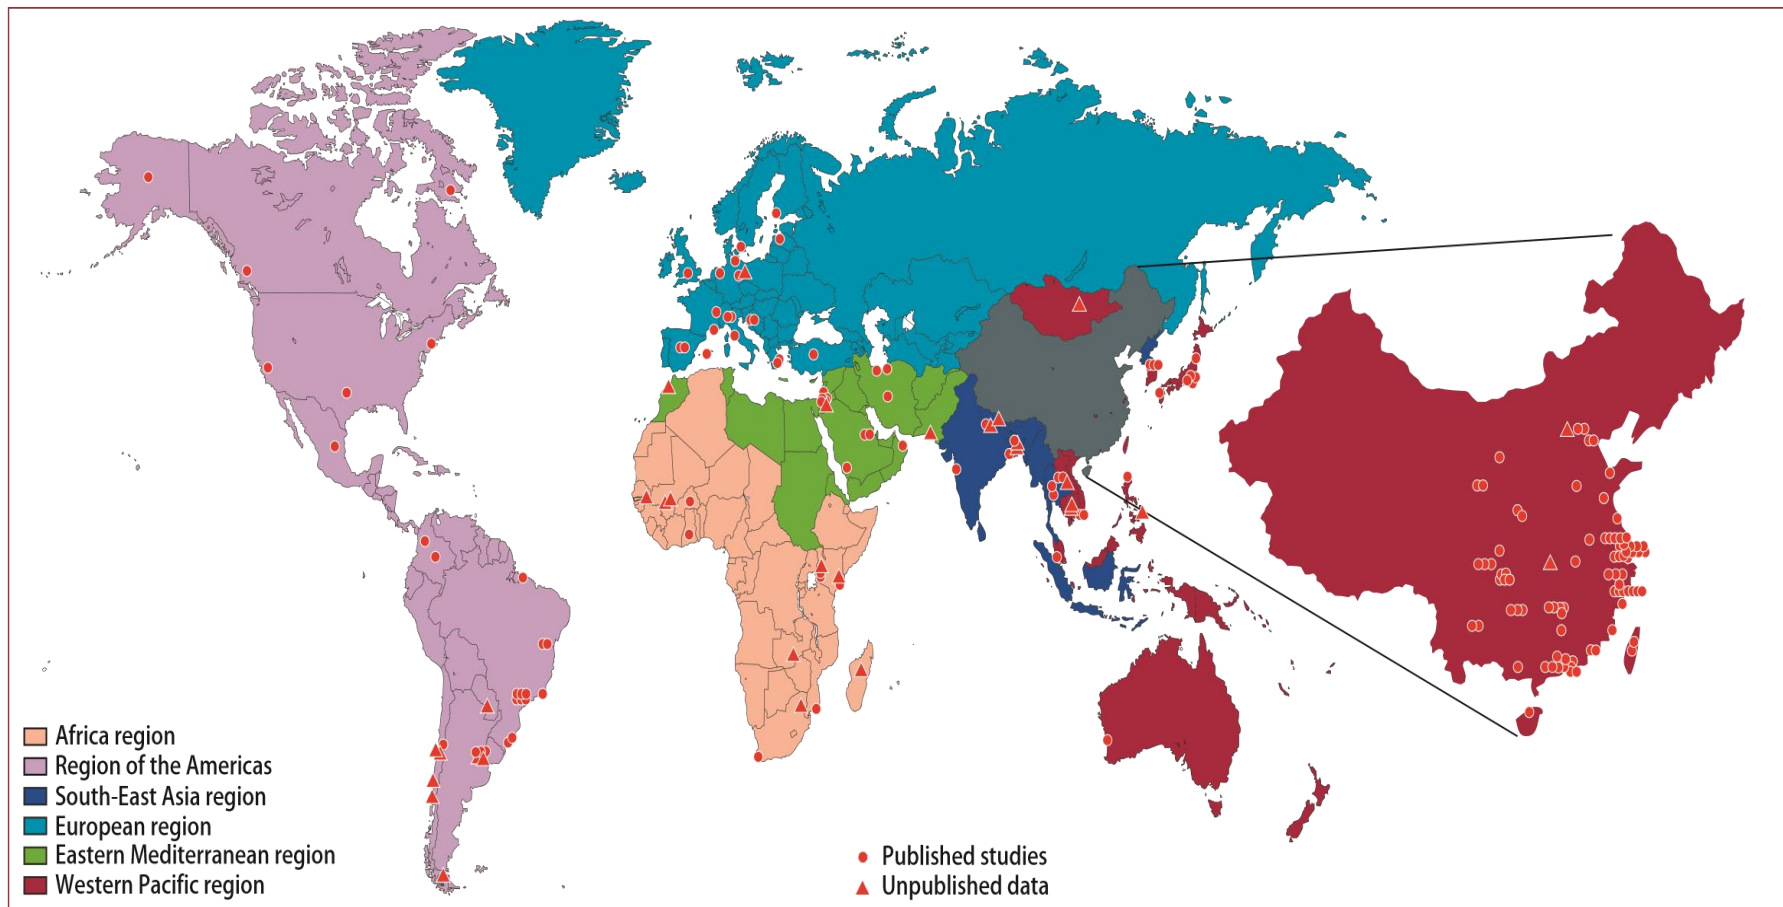 Africa region
Region of the Americas
South-East Asia region
European region
Eastern Mediterranean region
Western Pacific region
Published studies
Unpublished data